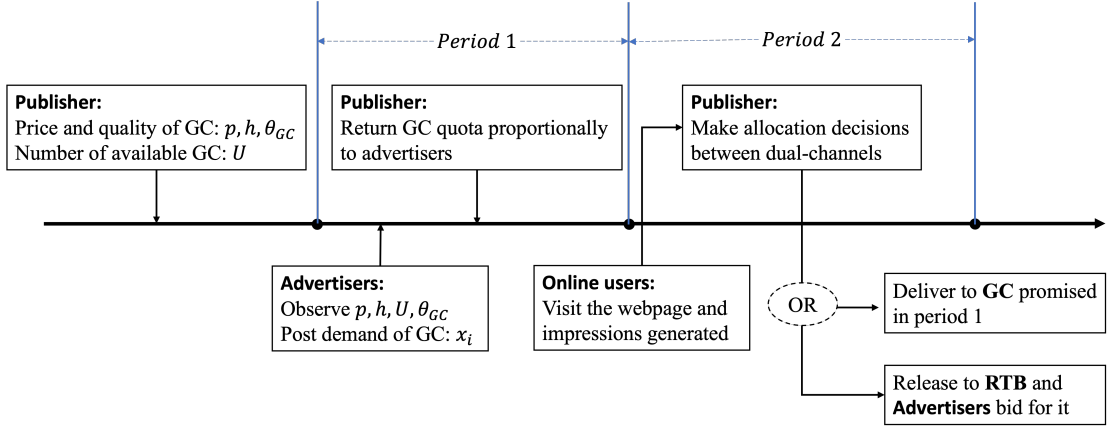 Period 1
Period 2
Publisher:
Price and quality of GC: p, h, θ_GC
Number of available GC: U
Publisher:
Return GC quota proportionally
to advertisers
Publisher:
Make allocation decisions
between dual-channels
Advertisers:
Observe p, h, U, θ_GC
Post demand of GC: x_i
Online users:
Visit the webpage and
impressions generated
OR
Deliver to GC promised
in period 1
Release to RTB and
Advertisers bid for it